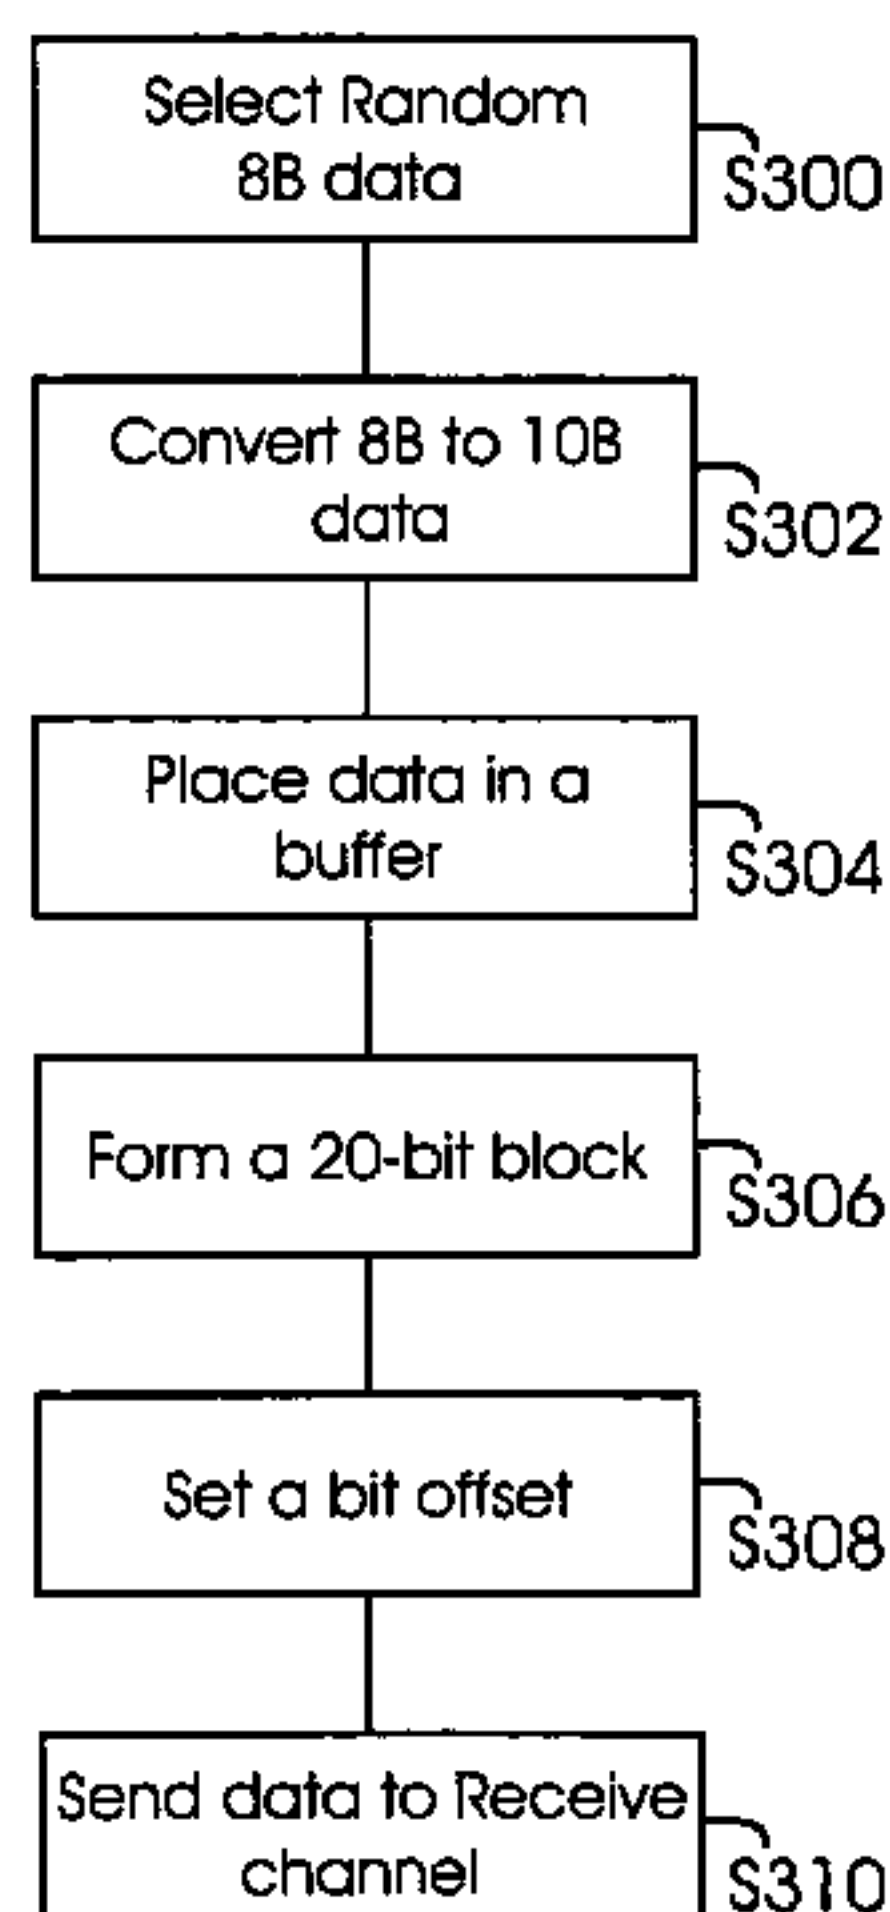 Select Random
8B data
S300
Convert 8B to 10B
data
S302
Place data in a
buffer
S304
Form a 20-bit block
S306
Set a bit offset
S308
Send data to Receive
channel
S310